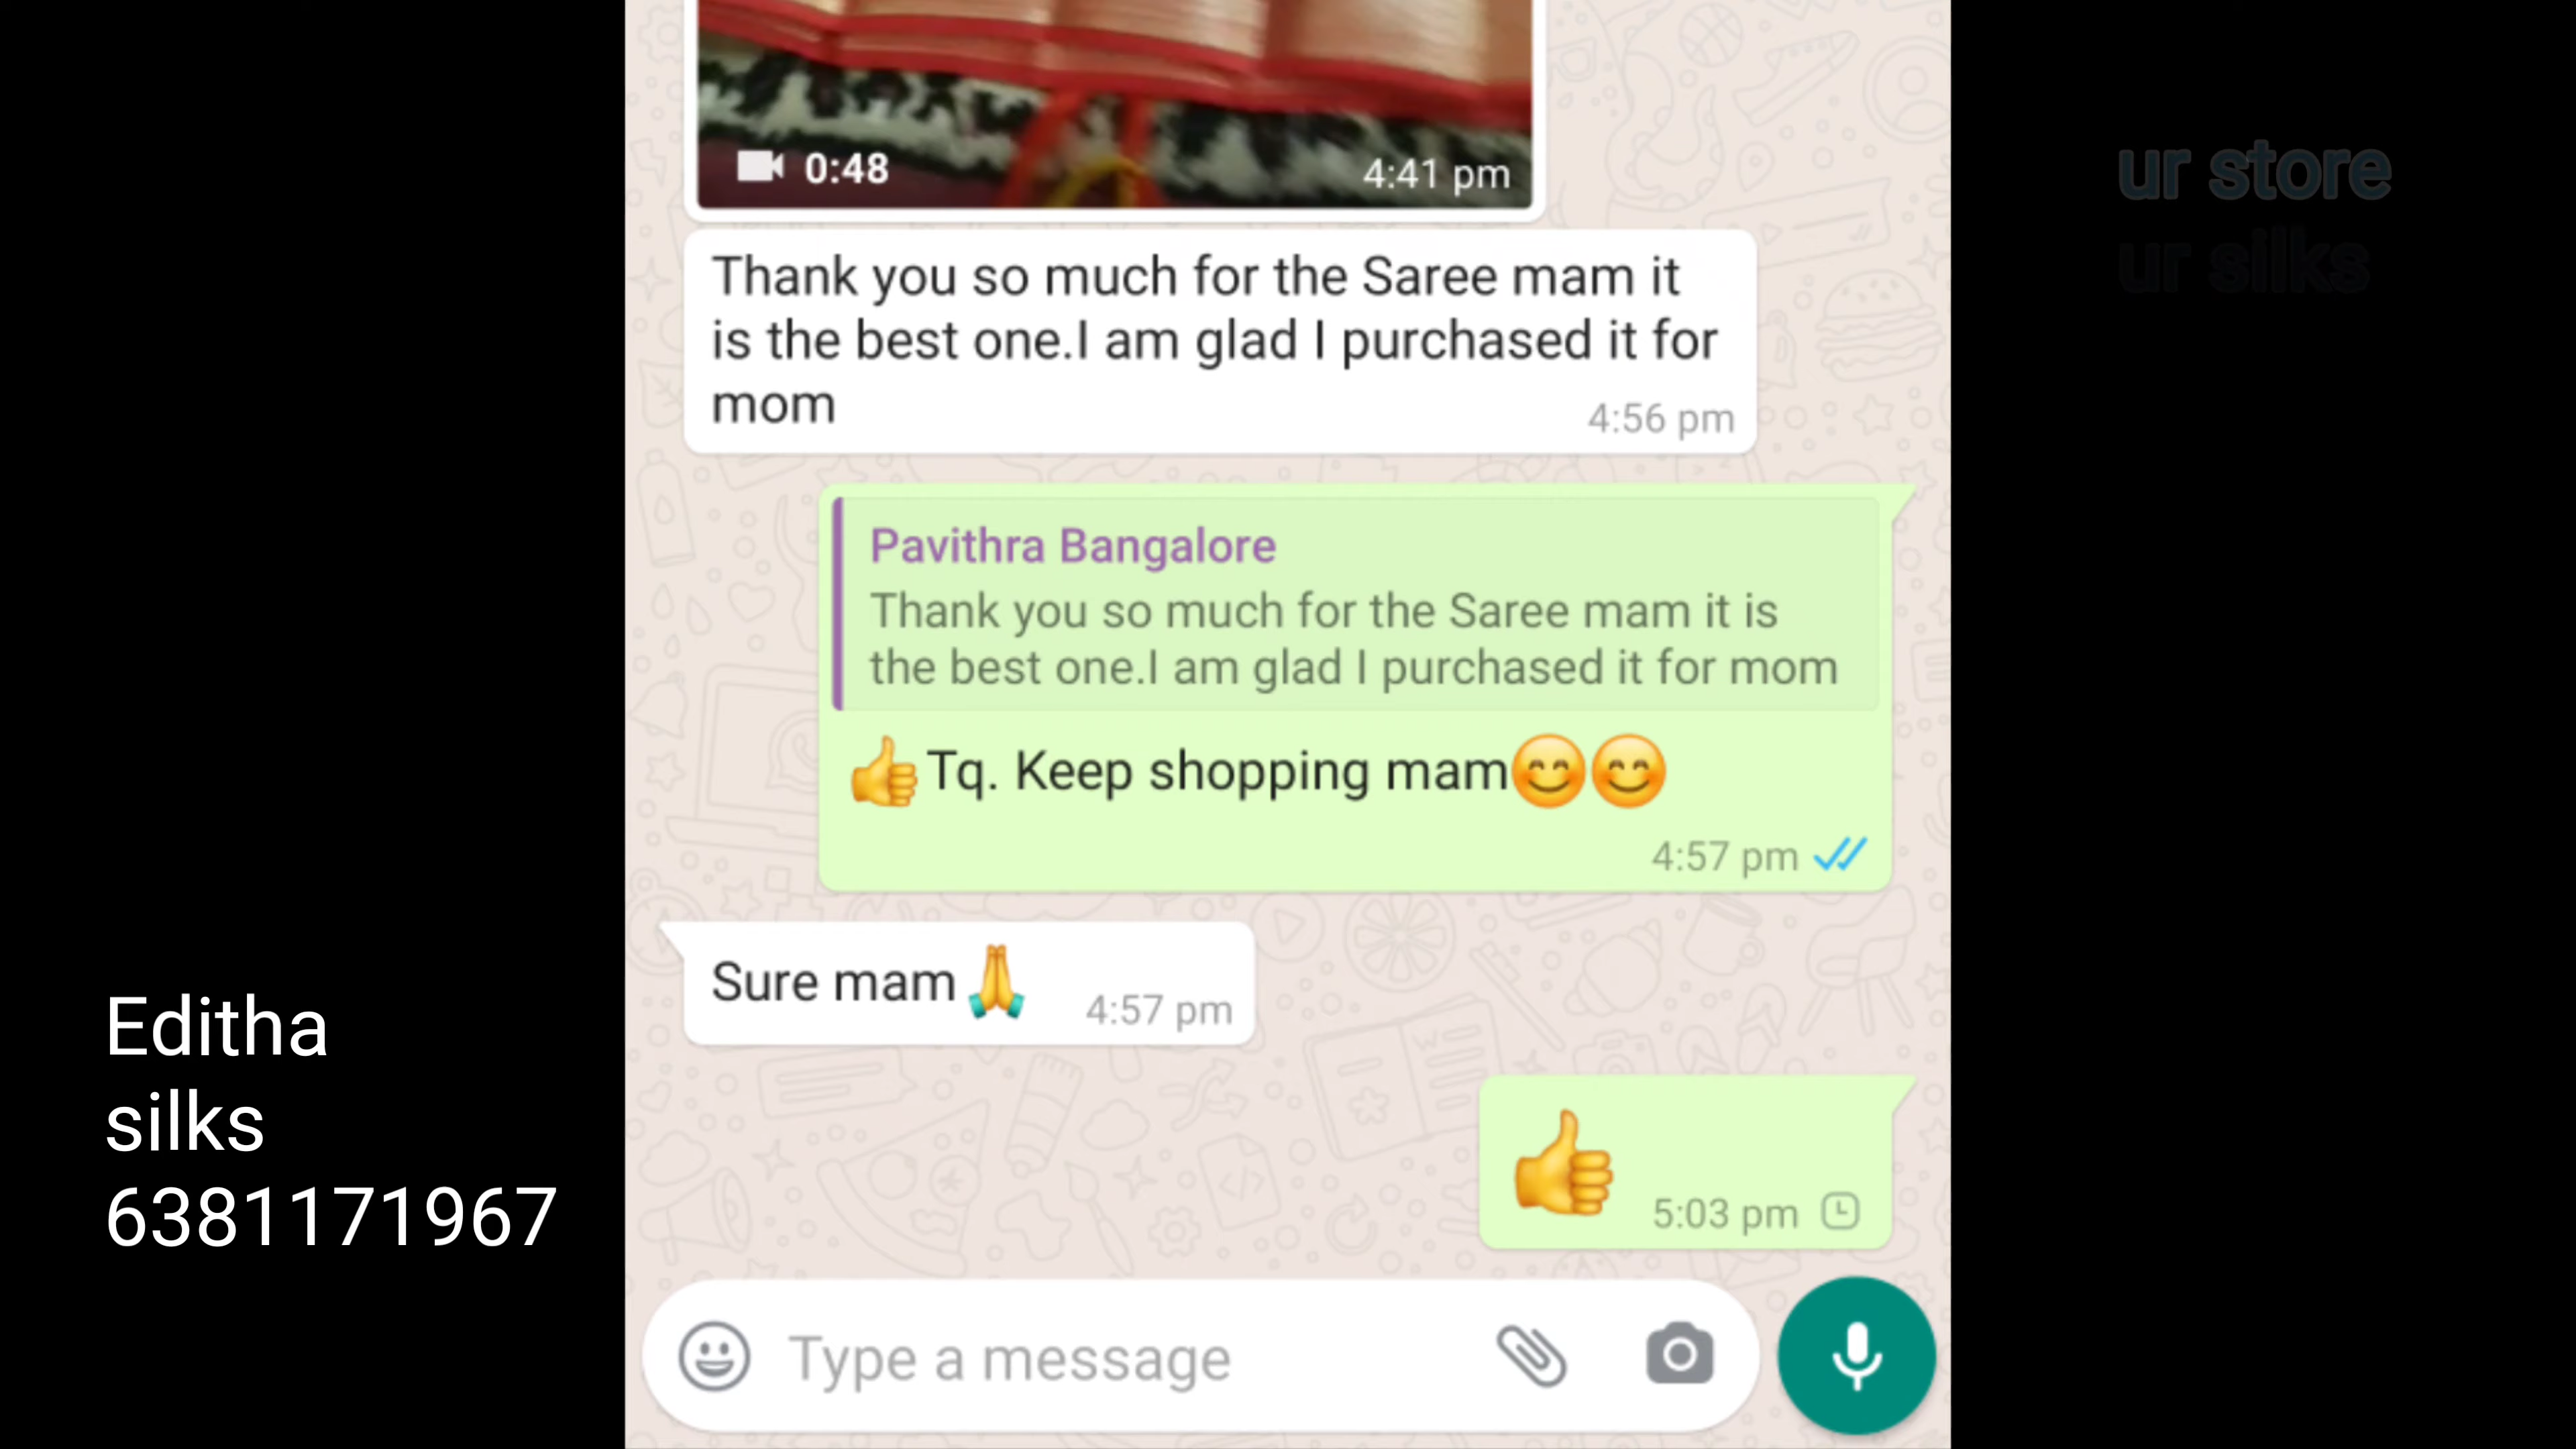 0:48
4:41 pm
Thank you so much for the Saree mam it
is the best one.I am glad I purchased it for
mom
4:56 pm
Pavithra Bangalore
Thank you so much for the Saree mam it is
the best one.I am glad I purchased it for mom
👍Tq. Keep shopping mam😊😊
4:57 pm
Sure mam🙏
4:57 pm
👍
5:03 pm
Type a message
Editha
silks
6381171967
ur store
ur silks